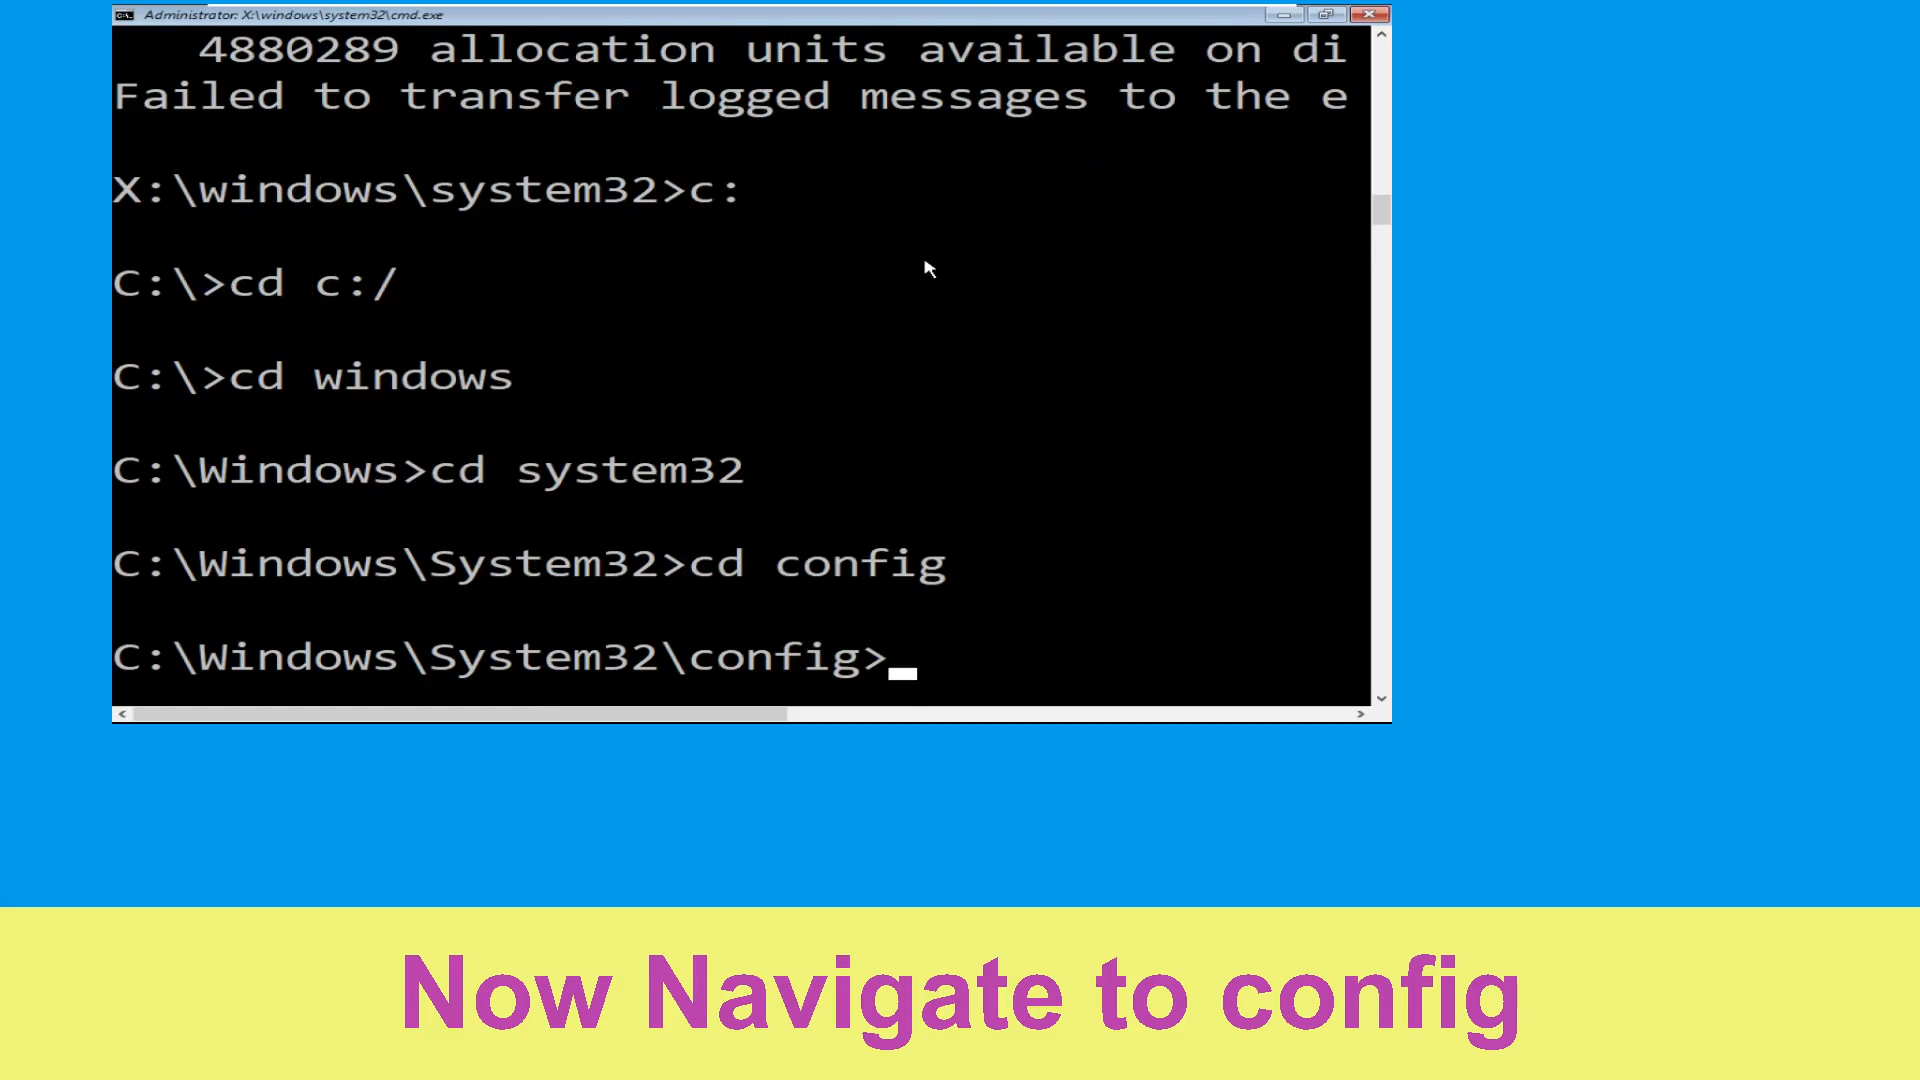 Administrator: X:\windows\system32\cmd.exe
4880289 allocation units available on di
Failed to transfer logged messages to the e
X:\windows\system32>c:
C:\>cd c:/
C:\>cd windows
C:\Windows>cd system32
C:\Windows\System32>cd config
C:\Windows\System32\config>
Now Navigate to config